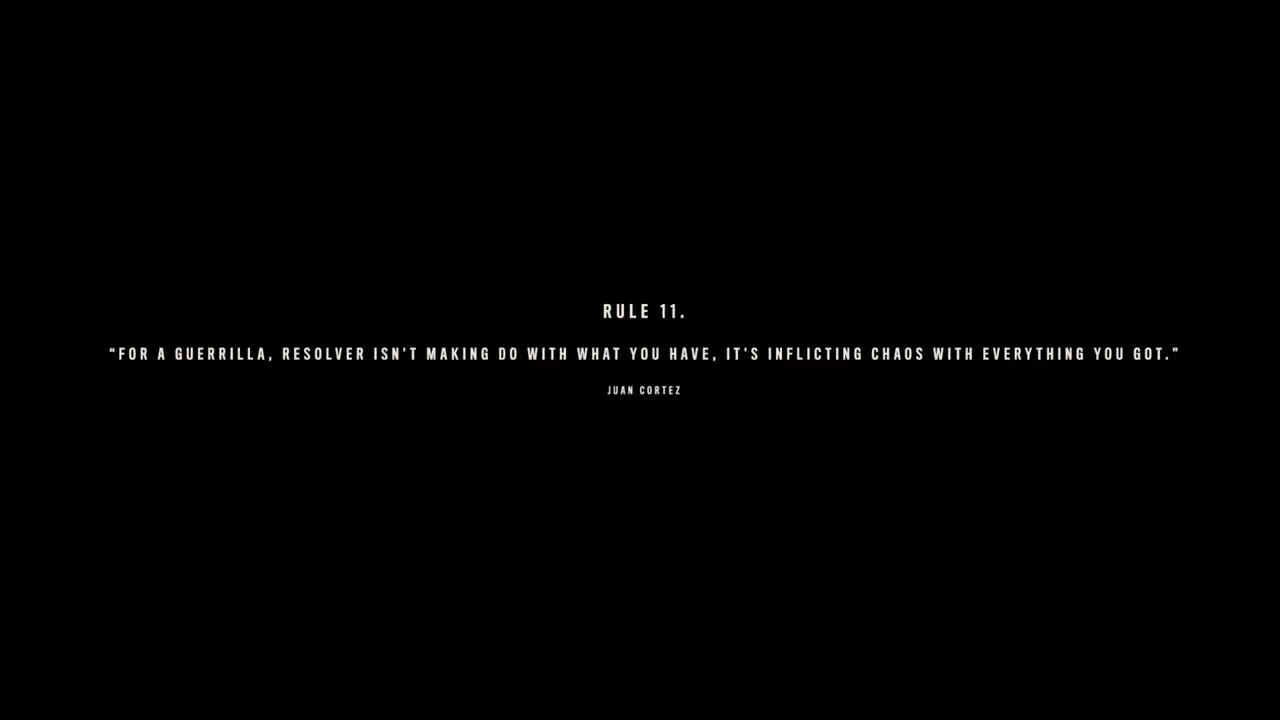 RULE 11.
“FOR A GUERRILLA, RESOLVER ISN'T MAKING DO WITH WHAT YOU HAVE, IT'S INFLICTING CHAOS WITH EVERYTHING YOU GOT.”
JUAN CORTEZ